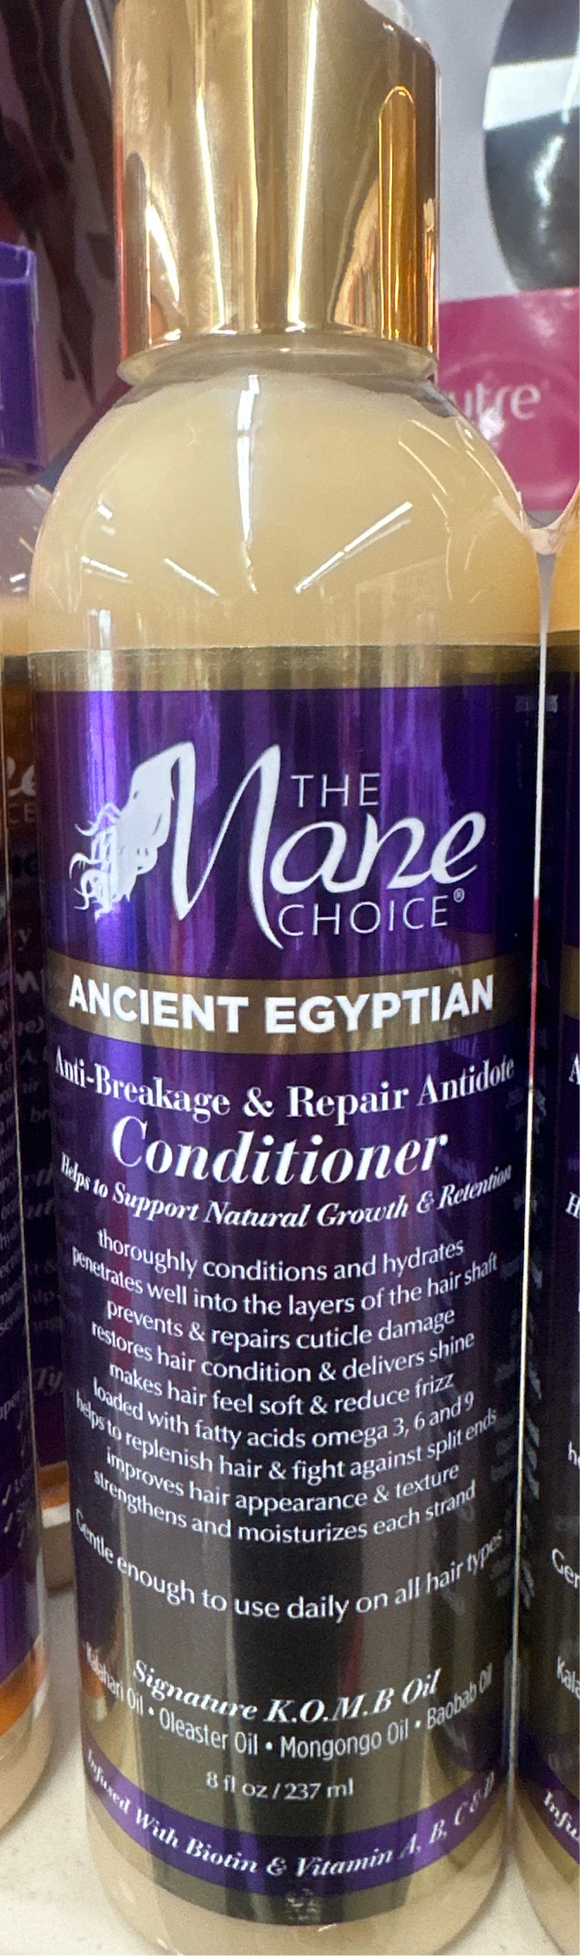 THE
Mane
CHOICE®
ANCIENT EGYPTIAN
Anti-Breakage & Repair Antidote
Conditioner
Helps to Support Natural Growth & Retention
thoroughly conditions and hydrates
penetrates well into the layers of the hair shaft
prevents & repairs cuticle damage
restores hair condition & delivers shine
makes hair feel soft & reduce frizz
loaded with fatty acids omega 3, 6 and 9
helps to replenish hair & fight against split ends
improves hair appearance & texture
strengthens and moisturizes each strand
Gentle enough to use daily on all hair types
Signature K.O.M.B Oil
Kalahari Oil • Oleaster Oil • Mongongo Oil • Baobab Oil
8 fl oz / 237 ml
Infused With Biotin & Vitamin A, B, C & D
utre